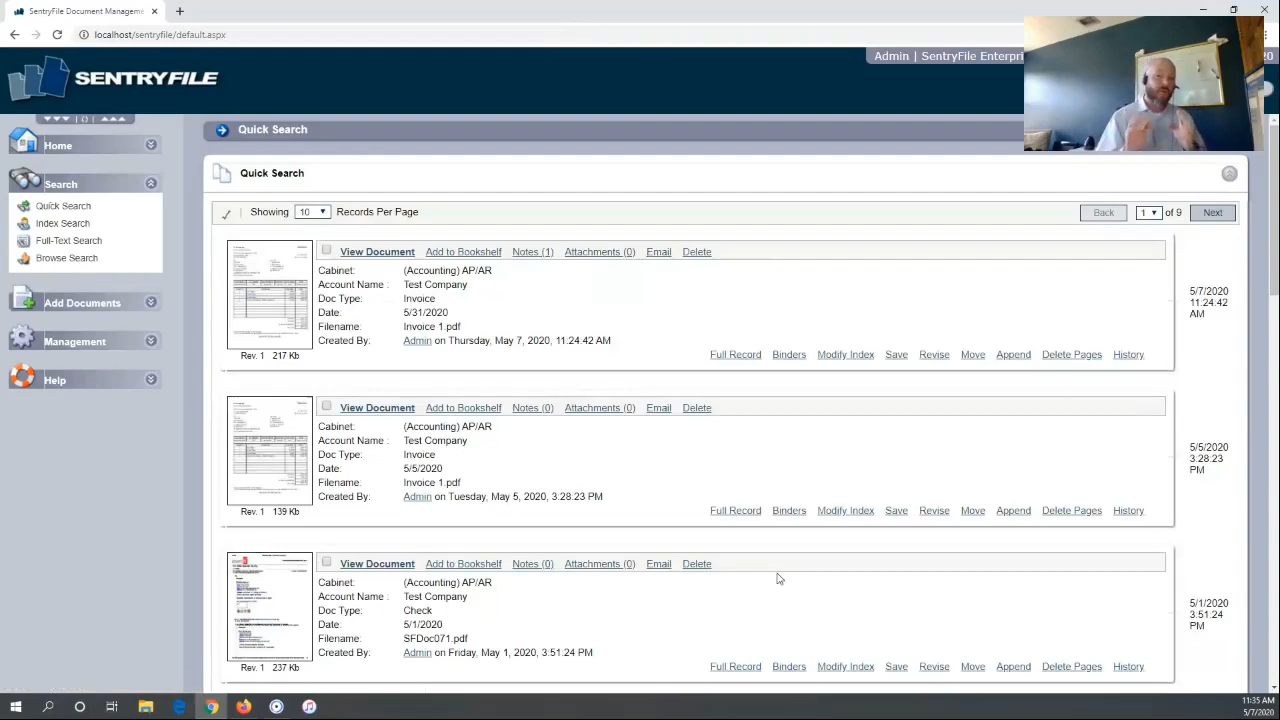 SentryFile Document Manageme
localhost/sentryfile/default.aspx
SENTRYFILE
Admin | SentryFile Enterpri
Home
Search
Quick Search
Index Search
Full-Text Search
Browse Search
Add Documents
Management
Help
Quick Search
Quick Search
Showing 10 Records Per Page
Back 1 of 9 Next
View Document Add to Bookshelf Notes (1) Attachments (0) Email Delete
Cabinet: (Accounting) AP/AR
Account Name : Test Company
Doc Type: Invoice
Date: 5/31/2020
Filename: Invoice 1.pdf
Created By: Admin on Thursday, May 7, 2020, 11:24:42 AM
Rev. 1 217 Kb
Full Record Binders Modify Index Save Revise Move Append Delete Pages History
5/7/2020
11:24:42
AM
View Document Add to Bookshelf Notes (0) Attachments (0) Email Delete
Cabinet: (Accounting) AP/AR
Account Name : Test Company
Doc Type: Invoice
Date: 5/5/2020
Filename: Invoice 1.pdf
Created By: Admin on Tuesday, May 5, 2020, 3:28:23 PM
Rev. 1 139 Kb
Full Record Binders Modify Index Save Revise Move Append Delete Pages History
5/5/2020
3:28:23
PM
View Document Add to Bookshelf Notes (0) Attachments (0) Email Delete
Cabinet: (Accounting) AP/AR
Account Name : Test Company
Doc Type: Check
Date: 5/1/2020
Filename: SFDoc071.pdf
Created By: Admin on Friday, May 1, 2020, 3:51:24 PM
Rev. 1 237 Kb
Full Record Binders Modify Index Save Revise Move Append Delete Pages History
5/1/2020
3:51:24
PM
11:35 AM
5/7/2020